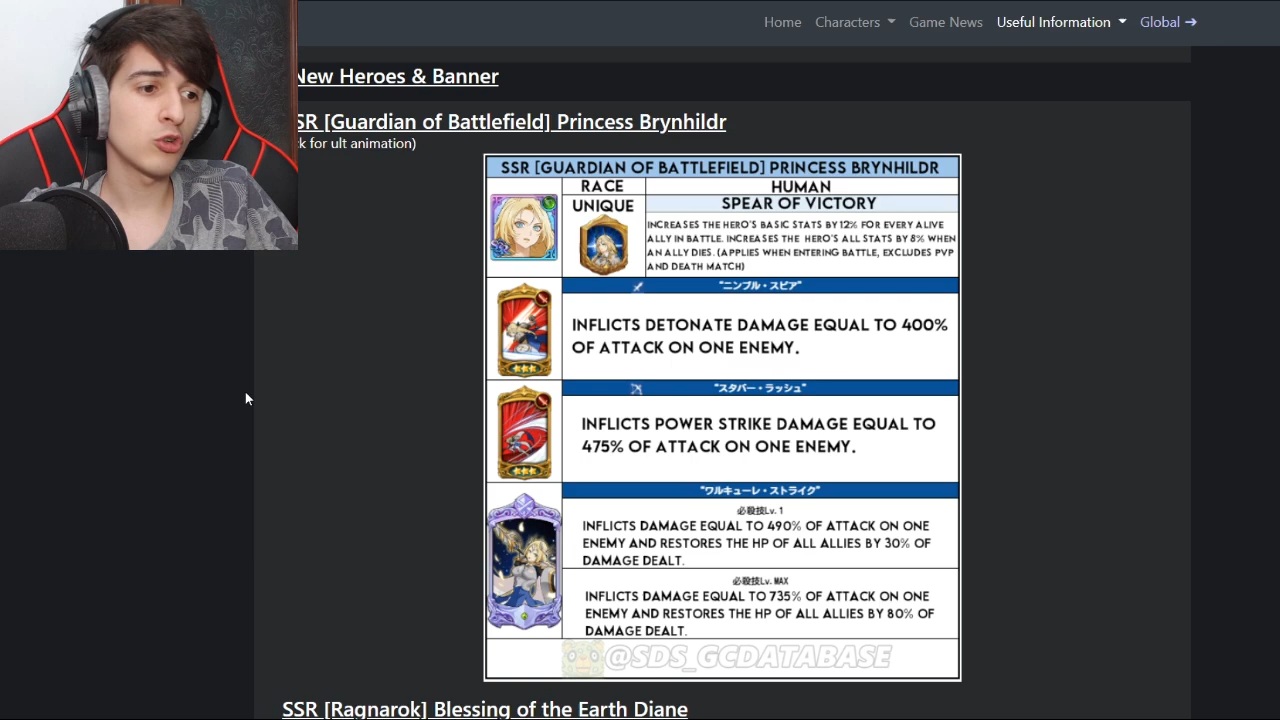 Home Characters Game News Useful Information Global →
New Heroes & Banner
SR [Guardian of Battlefield] Princess Brynhildr
k for ult animation)
SSR [GUARDIAN OF BATTLEFIELD] PRINCESS BRYNHILDR
RACE HUMAN
UNIQUE SPEAR OF VICTORY
INCREASES THE HERO'S BASIC STATS BY 12% FOR EVERY ALIVE
ALLY IN BATTLE. INCREASES THE HERO'S ALL STATS BY 8% WHEN
AN ALLY DIES. (APPLIES WHEN ENTERING BATTLE, EXCLUDES PVP
AND DEATH MATCH)
"ニンブル・スピア"
INFLICTS DETONATE DAMAGE EQUAL TO 400%
OF ATTACK ON ONE ENEMY.
"スタバー・ラッシュ"
INFLICTS POWER STRIKE DAMAGE EQUAL TO
475% OF ATTACK ON ONE ENEMY.
"ワルキューレ・ストライク"
必殺技Lv. 1
INFLICTS DAMAGE EQUAL TO 490% OF ATTACK ON ONE
ENEMY AND RESTORES THE HP OF ALL ALLIES BY 30% OF
DAMAGE DEALT.
必殺技Lv. MAX
INFLICTS DAMAGE EQUAL TO 735% OF ATTACK ON ONE
ENEMY AND RESTORES THE HP OF ALL ALLIES BY 80% OF
DAMAGE DEALT.
@SDS_GCDATABASE
SSR [Ragnarok] Blessing of the Earth Diane